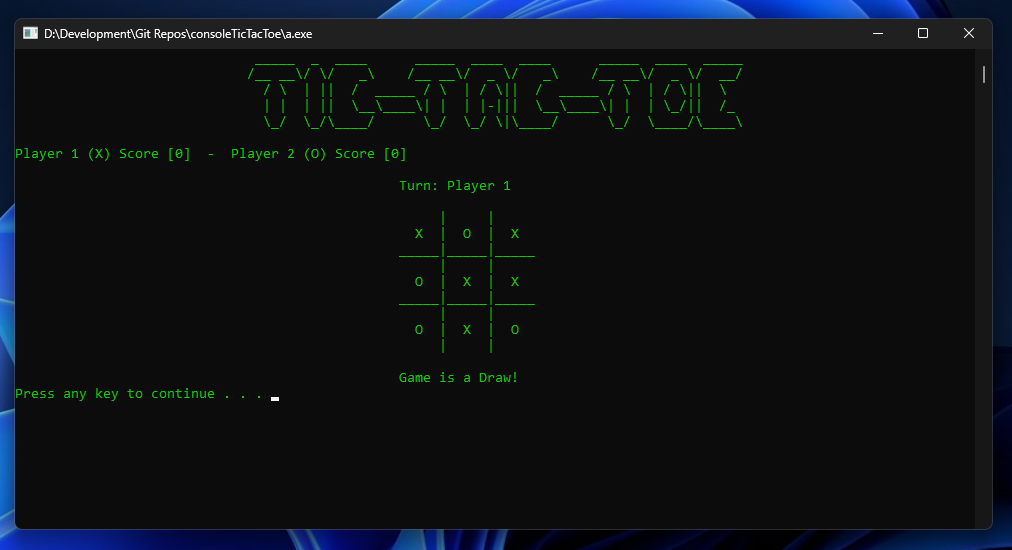 D:\Development\Git Repos\consoleTicTacToe\a.exe
TIC-TAC-TOE
Player 1 (X) Score [0]  -  Player 2 (O) Score [0]
Turn: Player 1
X | O | X
O | X | X
O | X | O
Game is a Draw!
Press any key to continue . . .